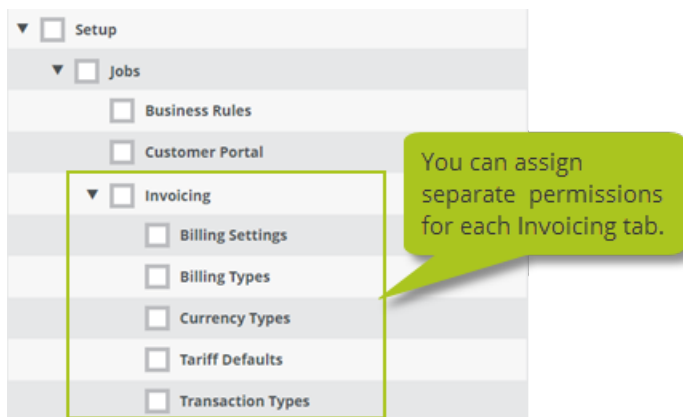 Setup
Jobs
Business Rules
Customer Portal
Invoicing
Billing Settings
Billing Types
Currency Types
Tariff Defaults
Transaction Types
You can assign
separate permissions
for each Invoicing tab.